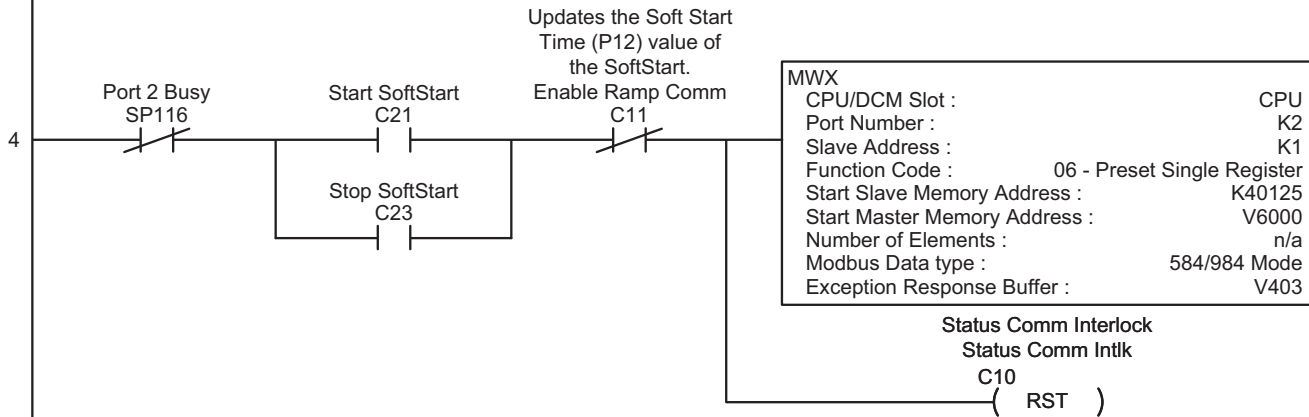 Updates the Soft Start
Time (P12) value of
the SoftStart.
Enable Ramp Comm
C11
Port 2 Busy
SP116
Start SoftStart
C21
4
Stop SoftStart
C23
MWX
CPU/DCM Slot : CPU
Port Number : K2
Slave Address : K1
Function Code : 06 - Preset Single Register
Start Slave Memory Address : K40125
Start Master Memory Address : V6000
Number of Elements : n/a
Modbus Data type : 584/984 Mode
Exception Response Buffer : V403
Status Comm Interlock
Status Comm Intlk
C10
( RST )